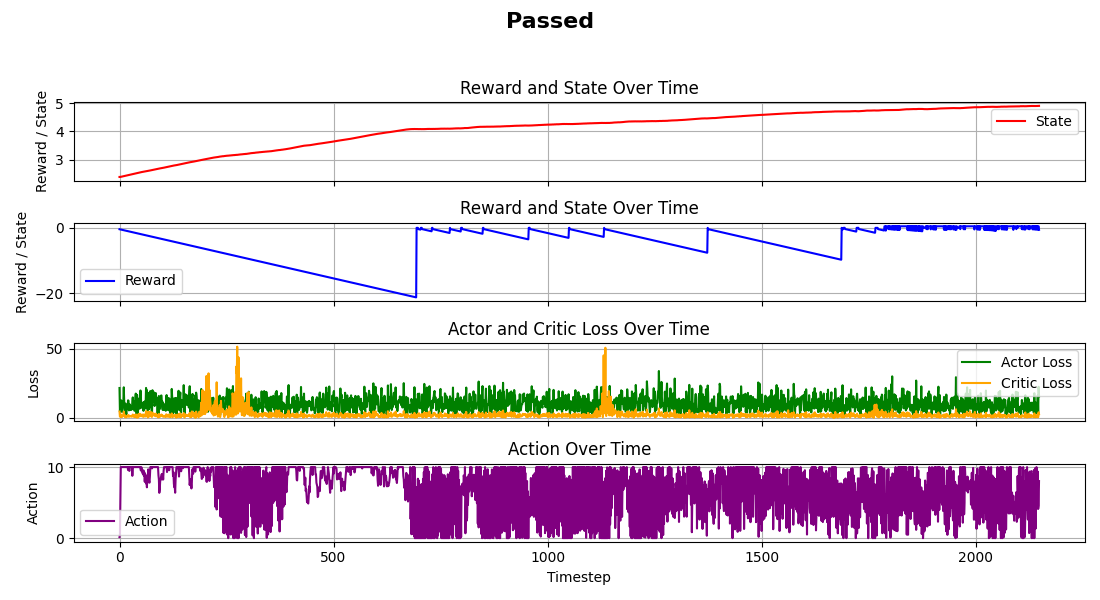 Passed
Reward and State Over Time
Reward / State
5
4
3
State
Reward and State Over Time
Reward / State
0
−20
Reward
Actor and Critic Loss Over Time
Loss
50
0
Actor Loss
Critic Loss
Action Over Time
Action
10
0
Action
0 500 1000 1500 2000
Timestep